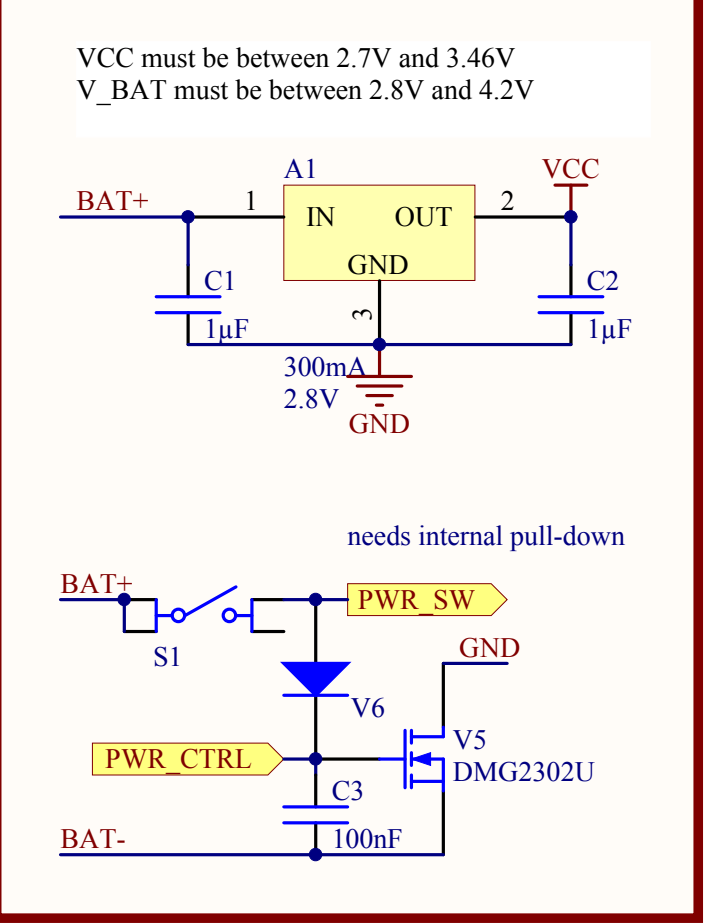 VCC must be between 2.7V and 3.46V
V_BAT must be between 2.8V and 4.2V
A1
VCC
BAT+
1
IN
OUT
2
GND
C1
C2
3
1µF
1µF
300mA
2.8V
GND
needs internal pull-down
BAT+
PWR_SW
S1
GND
V6
V5
PWR_CTRL
DMG2302U
C3
BAT-
100nF